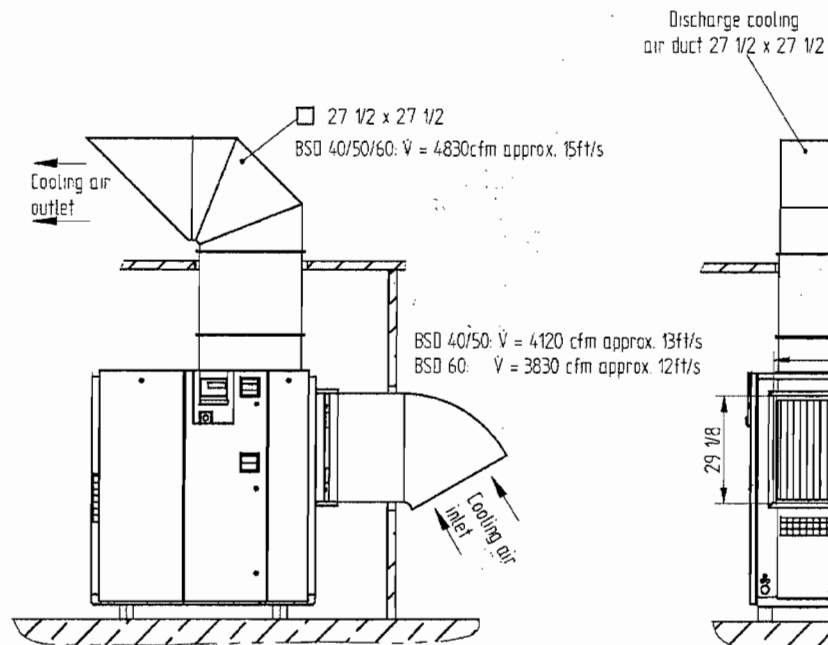 Discharge cooling
air duct 27 1/2 x 27 1/2
27 1/2 x 27 1/2
BSD 40/50/60: V̇ = 4830cfm approx. 15ft/s
Cooling air
outlet
BSD 40/50: V̇ = 4120 cfm approx. 13ft/s
BSD 60: V̇ = 3830 cfm approx. 12ft/s
29 1/8
Cooling air
inlet